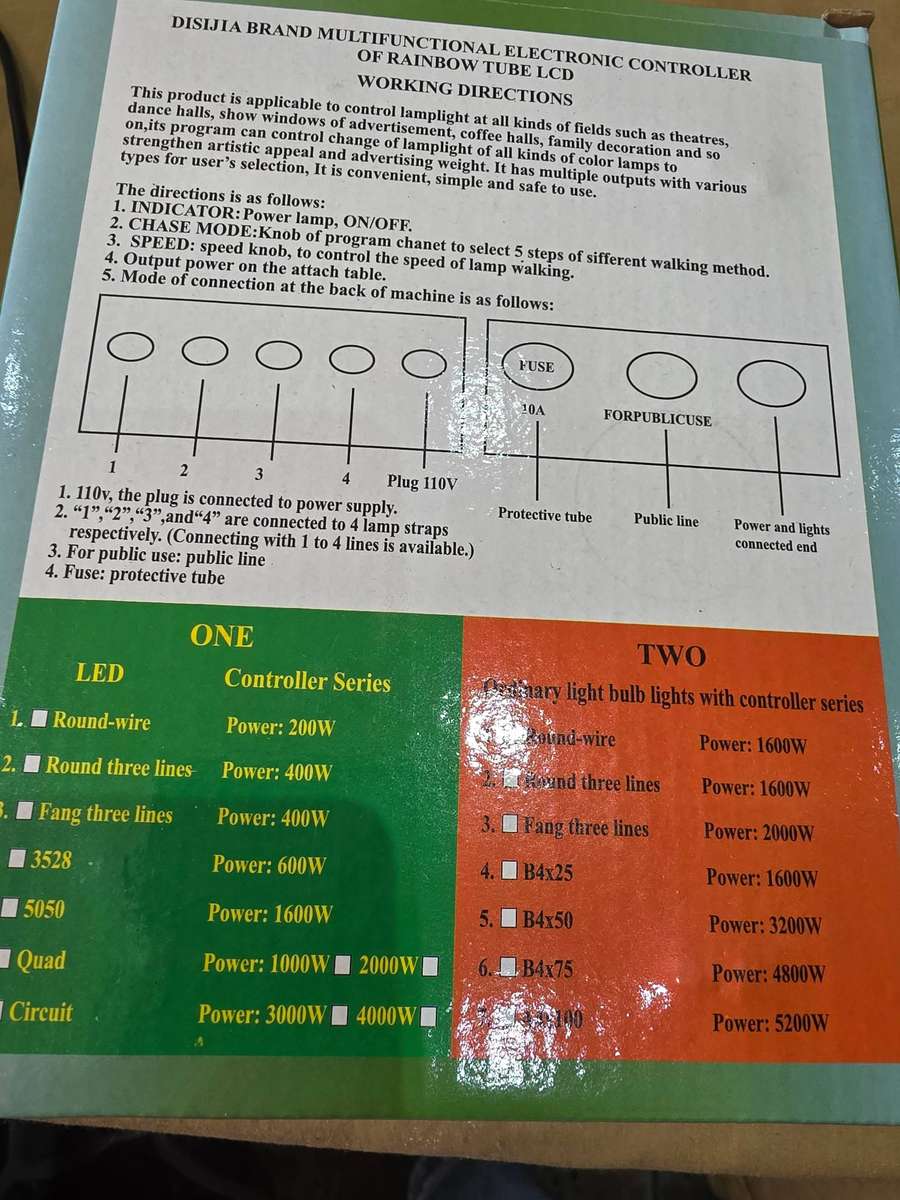 DISIJIA BRAND MULTIFUNCTIONAL ELECTRONIC CONTROLLER
OF RAINBOW TUBE LCD
WORKING DIRECTIONS
This product is applicable to control lamplight at all kinds of fields such as theatres,
dance halls, show windows of advertisement, coffee halls, family decoration and so
on,its program can control change of lamplight of all kinds of color lamps to
strengthen artistic appeal and advertising weight. It has multiple outputs with various
types for user's selection, It is convenient, simple and safe to use.
The directions is as follows:
1. INDICATOR: Power lamp, ON/OFF.
2. CHASE MODE:Knob of program chanet to select 5 steps of sifferent walking method.
3. SPEED: speed knob, to control the speed of lamp walking.
4. Output power on the attach table.
5. Mode of connection at the back of machine is as follows:
FUSE
10A
FORPUBLICUSE
1 2 3 4 Plug 110V
Protective tube Public line Power and lights
connected end
1. 110v, the plug is connected to power supply.
2. “1”,“2”,“3”,and“4” are connected to 4 lamp straps
respectively. (Connecting with 1 to 4 lines is available.)
3. For public use: public line
4. Fuse: protective tube
ONE
LED Controller Series
1. Round-wire Power: 200W
2. Round three lines Power: 400W
3. Fang three lines Power: 400W
3528 Power: 600W
5050 Power: 1600W
Quad Power: 1000W 2000W
Circuit Power: 3000W 4000W
TWO
Ordinary light bulb lights with controller series
Round-wire Power: 1600W
2. Round three lines Power: 1600W
3. Fang three lines Power: 2000W
4. B4x25 Power: 1600W
5. B4x50 Power: 3200W
6. B4x75 Power: 4800W
7. Power: 5200W